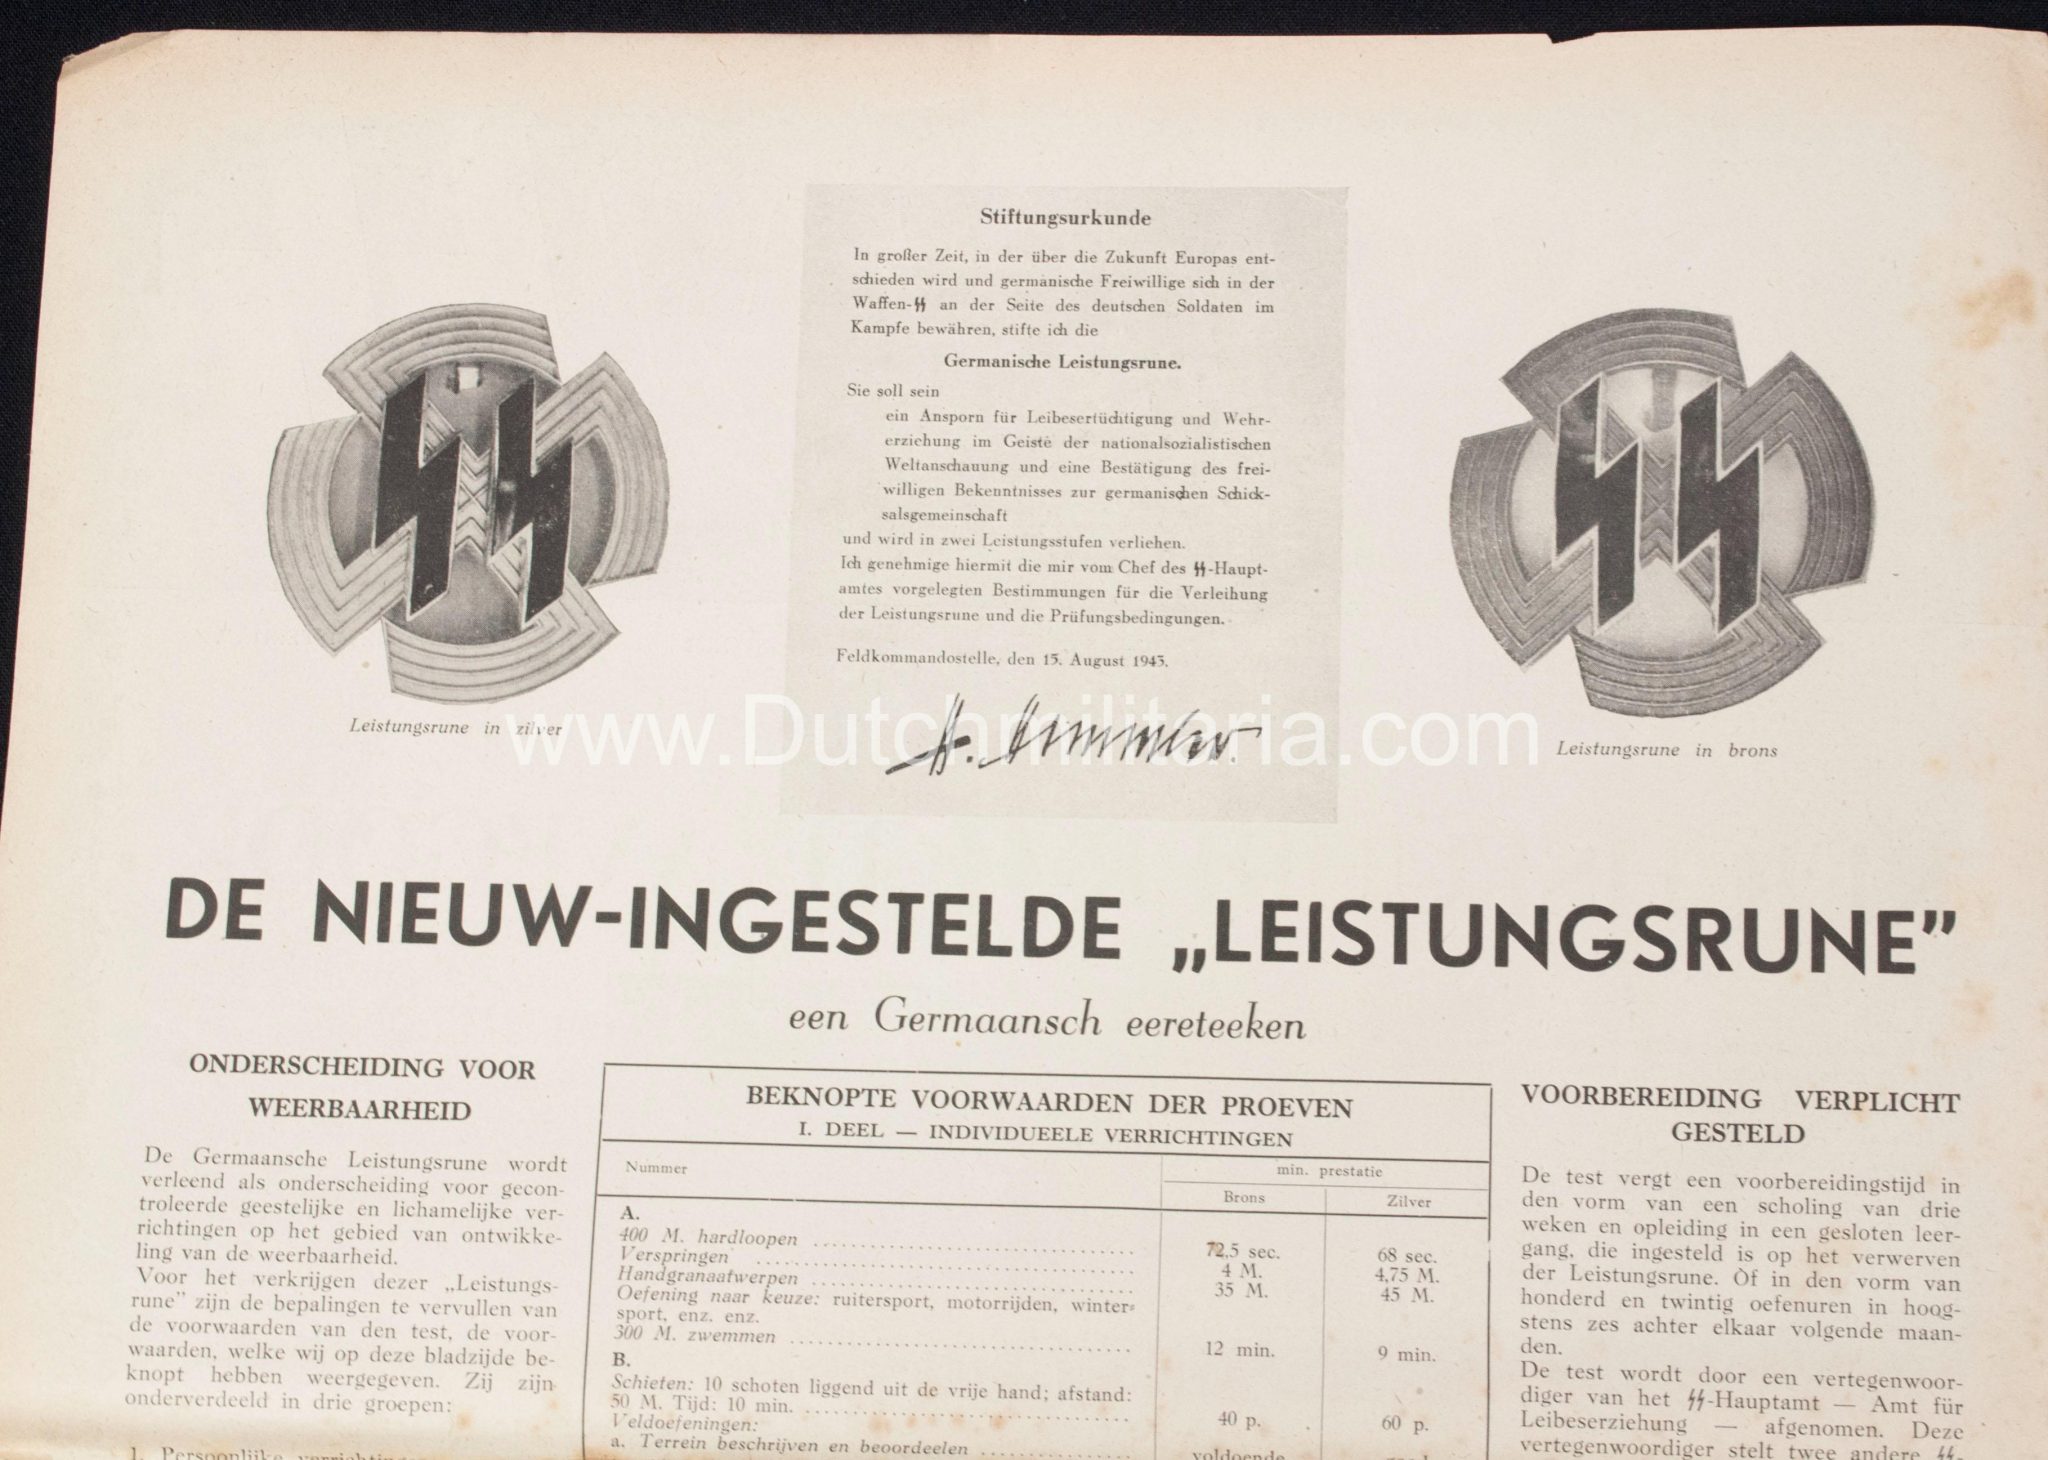 Stiftungsurkunde
In großer Zeit, in der über die Zukunft Europas ent-
schieden wird und germanische Freiwillige sich in der
Waffen-SS an der Seite des deutschen Soldaten im
Kampfe bewähren, stifte ich die
Germanische Leistungsrune.
Sie soll sein
ein Ansporn für Leibesertüchtigung und Wehr-
erziehung im Geiste der nationalsozialistischen
Weltanschauung und eine Bestätigung des frei-
willigen Bekenntnisses zur germanischen Schick-
salsgemeinschaft
und wird in zwei Leistungsstufen verliehen.
Ich genehmige hiermit die mir vom Chef des SS-Haupt-
amtes vorgelegten Bestimmungen für die Verleihung
der Leistungsrune und die Prüfungsbedingungen.
Feldkommandostelle, den 15. August 1943.
H. Himmler.
Leistungsrune in zilver
Leistungsrune in brons
www.Dutchmilitaria.com
DE NIEUW-INGESTELDE „LEISTUNGSRUNE”
een Germaansch eereteeken
ONDERSCHEIDING VOOR
WEERBAARHEID
De Germaansche Leistungsrune wordt
verleend als onderscheiding voor gecon-
troleerde geestelijke en lichamelijke ver-
richtingen op het gebied van ontwikke-
ling van de weerbaarheid.
Voor het verkrijgen dezer „Leistungs-
rune” zijn de bepalingen te vervullen van
de voorwaarden van den test, de voor-
waarden, welke wij op deze bladzijde be-
knopt hebben weergegeven. Zij zijn
onderverdeeld in drie groepen:
1. Persoonlijke
BEKNOPTE VOORWAARDEN DER PROEVEN
I. DEEL — INDIVIDUEELE VERRICHTINGEN
Nummer min. prestatie
Brons Zilver
A.
400 M. hardloopen 72,5 sec. 68 sec.
Verspringen 4 M. 4,75 M.
Handgranaatwerpen 35 M. 45 M.
Oefening naar keuze: ruitersport, motorrijden, winter-
sport, enz. enz.
300 M. zwemmen 12 min. 9 min.
B.
Schieten: 10 schoten liggend uit de vrije hand; afstand:
50 M. Tijd: 10 min. 40 p. 60 p.
Veldoefeningen:
a. Terrein beschrijven en beoordeelen voldoende
VOORBEREIDING VERPLICHT
GESTELD
De test vergt een voorbereidingstijd in
den vorm van een scholing van drie
weken en opleiding in een gesloten leer-
gang, die ingesteld is op het verwerven
der Leistungsrune. Óf in den vorm van
honderd en twintig oefenuren in hoog-
stens zes achter elkaar volgende maan-
den.
De test wordt door een vertegenwoor-
diger van het SS-Hauptamt — Amt für
Leibeserziehung — afgenomen. Deze
vertegenwoordiger stelt twee andere SS-